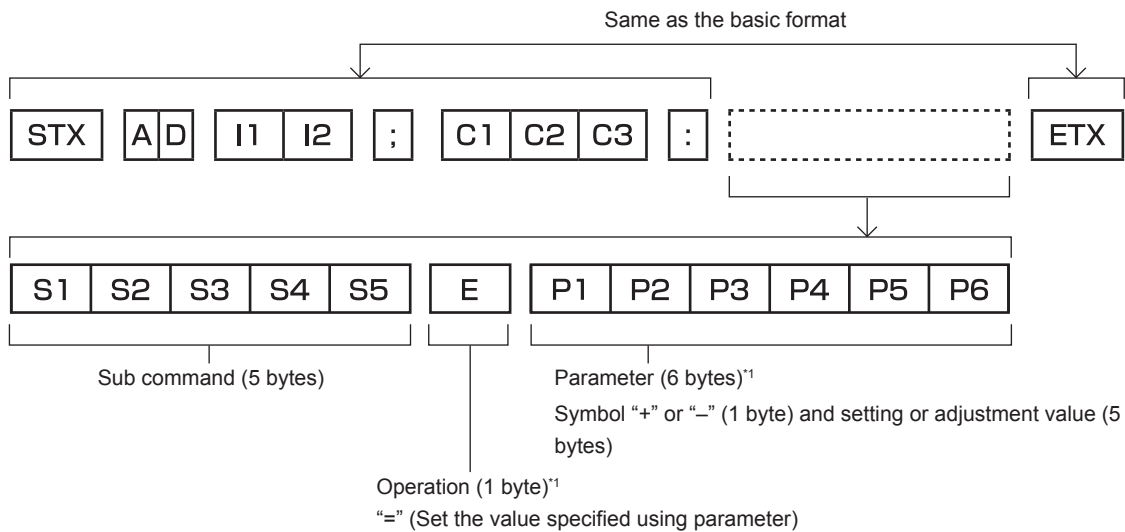 Same as the basic format
STX A D I1 I2 ; C1 C2 C3 : ETX
S1 S2 S3 S4 S5 E P1 P2 P3 P4 P5 P6
Sub command (5 bytes)
Parameter (6 bytes)*1
Symbol “+” or “–” (1 byte) and setting or adjustment value (5
bytes)
Operation (1 byte)*1
“=” (Set the value specified using parameter)